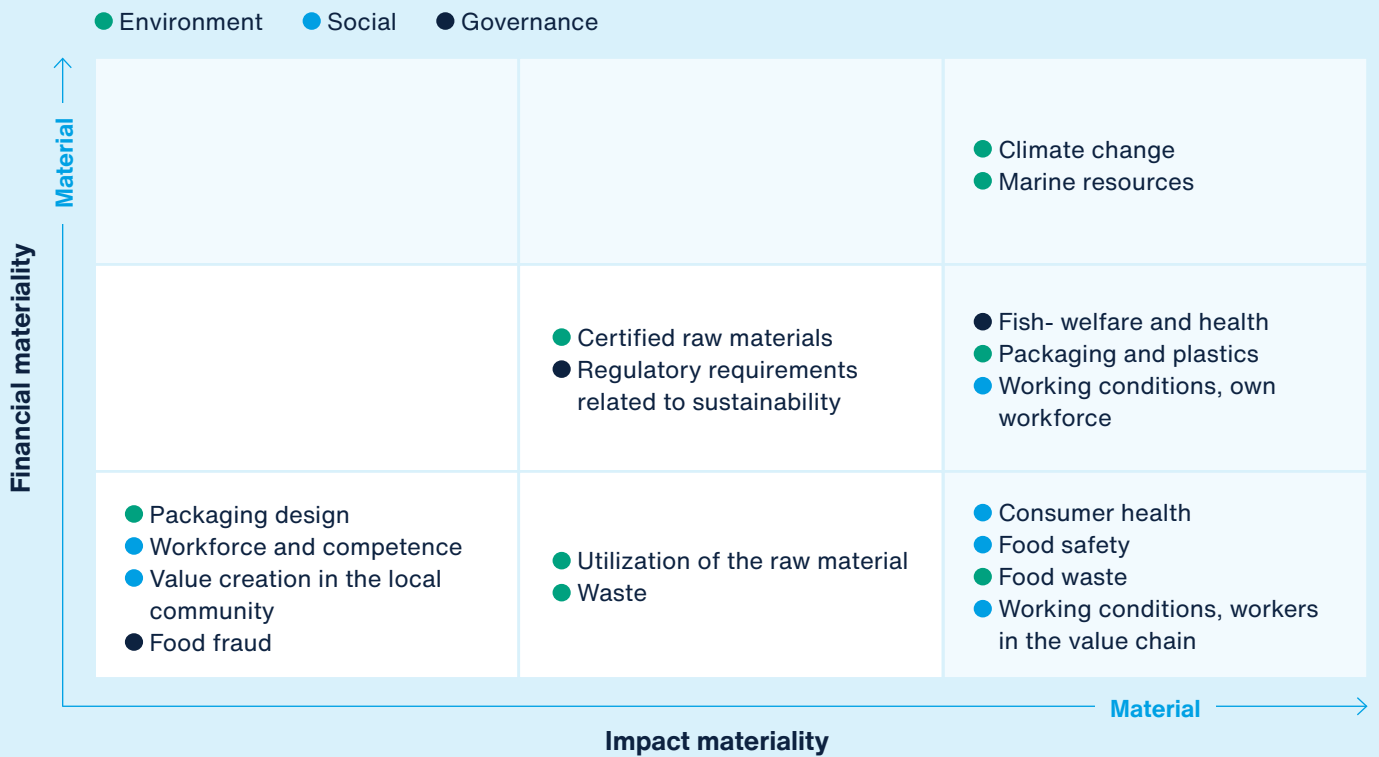 Environment Social Governance
Material
Financial materiality
Climate change
Marine resources
Certified raw materials
Regulatory requirements
related to sustainability
Fish- welfare and health
Packaging and plastics
Working conditions, own
workforce
Packaging design
Workforce and competence
Value creation in the local
community
Food fraud
Utilization of the raw material
Waste
Consumer health
Food safety
Food waste
Working conditions, workers
in the value chain
Material
Impact materiality